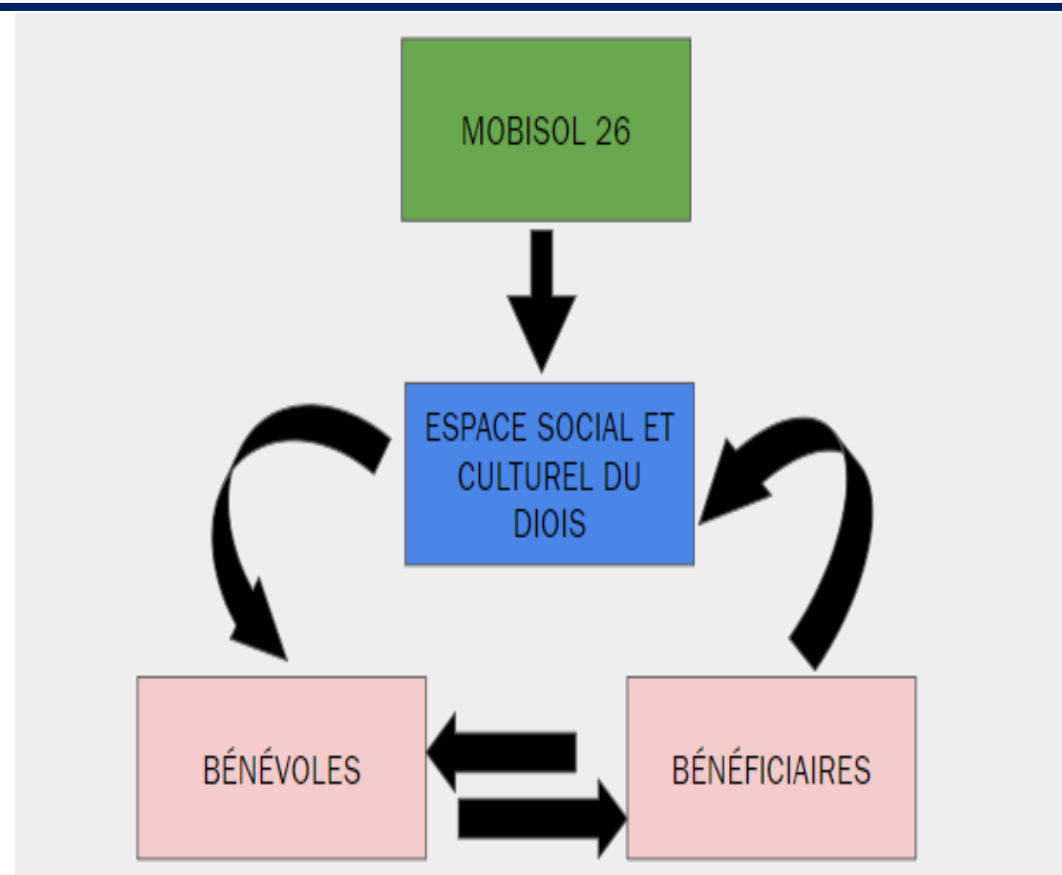 MOBISOL 26
ESPACE SOCIAL ET
CULTUREL DU
DIOIS
BÉNÉVOLES
BÉNÉFICIAIRES